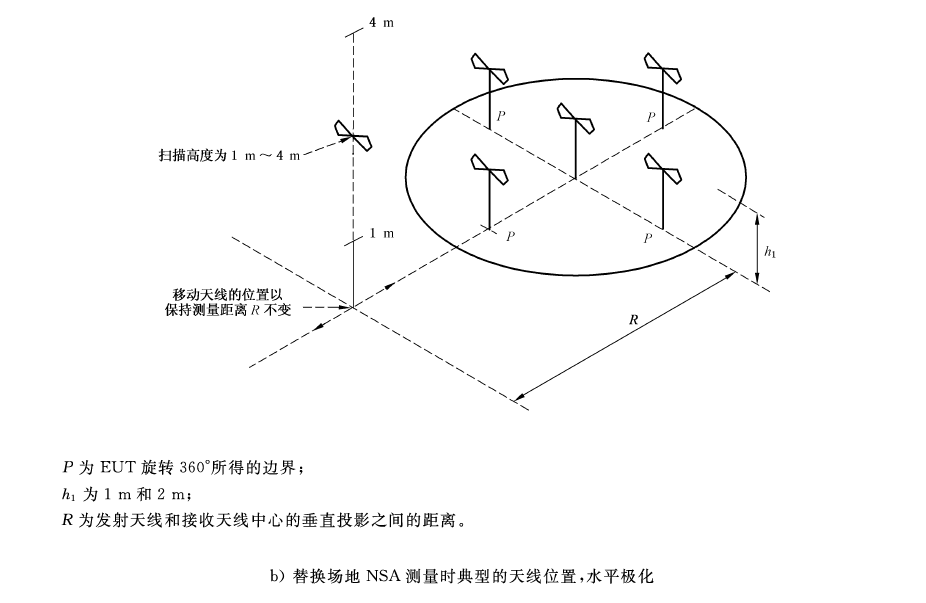 4 m
P
P
扫描高度为 1 m～4 m
1 m
P
P
h₁
移动天线的位置以
保持测量距离 R 不变
R
P 为 EUT 旋转 360°所得的边界；
h₁ 为 1 m 和 2 m；
R 为发射天线和接收天线中心的垂直投影之间的距离。
b) 替换场地 NSA 测量时典型的天线位置,水平极化